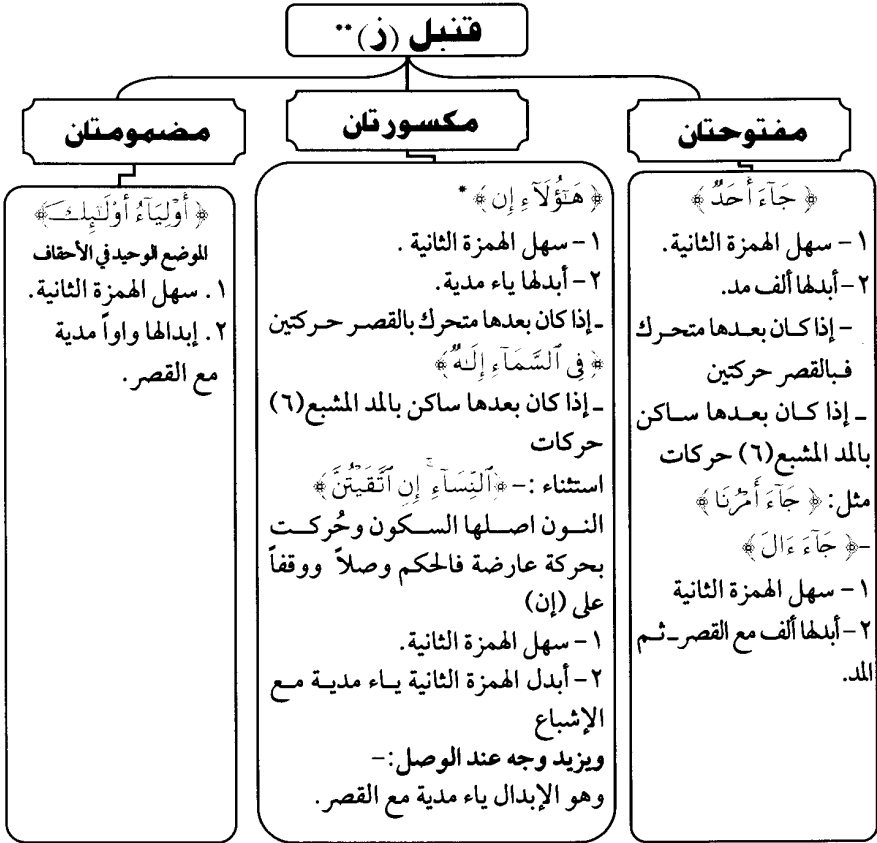 قنبل (ز) **
مفتوحتان
﴿ جَآءَ أَحَدٌ ﴾
١- سهل الهمزة الثانية.
٢-أبدلها ألف مد.
- إذا كان بعدها متحرك
فبالقصر حركتين
ـ إذا كان بعدها ساكن
بالمد المشبع(٦) حركات
مثل: ﴿ جَآءَ أَمْرُنَا ﴾
-﴿ جَآءَ ءَالَ ﴾
١- سهل الهمزة الثانية
٢-أبدلها ألف مع القصر ـ ثم
المد.
مكسورتان
﴿ هَـٰٓؤُلَآءِ إِن ﴾ *
١- سهل الهمزة الثانية .
٢-أبدلها ياء مدية.
ـ إذا كان بعدها متحرك بالقصر حركتين
﴿ فِى ٱلسَّمَآءِ إِلَـٰهٌ ﴾
ـ إذا كان بعدها ساكن بالمد المشبع(٦)
حركات
استثناء :- ﴿ ٱلنِّسَآءِ ۚ إِنِ ٱتَّقَيْتُنَّ ﴾
النون اصلها السكون وحُركت
بحركة عارضة فالحكم وصلاً ووقفاً
على (إن)
١- سهل الهمزة الثانية.
٢- أبدل الهمزة الثانية ياء مدية مع
الإشباع
ويزيد وجه عند الوصل:-
وهو الإبدال ياء مدية مع القصر.
مضمومتان
﴿ أَوْلِيَآءُ أُوْلَـٰٓئِكَ ﴾
الموضع الوحيد في الأحقاف
١. سهل الهمزة الثانية.
٢. إبدالها واواً مدية
مع القصر.